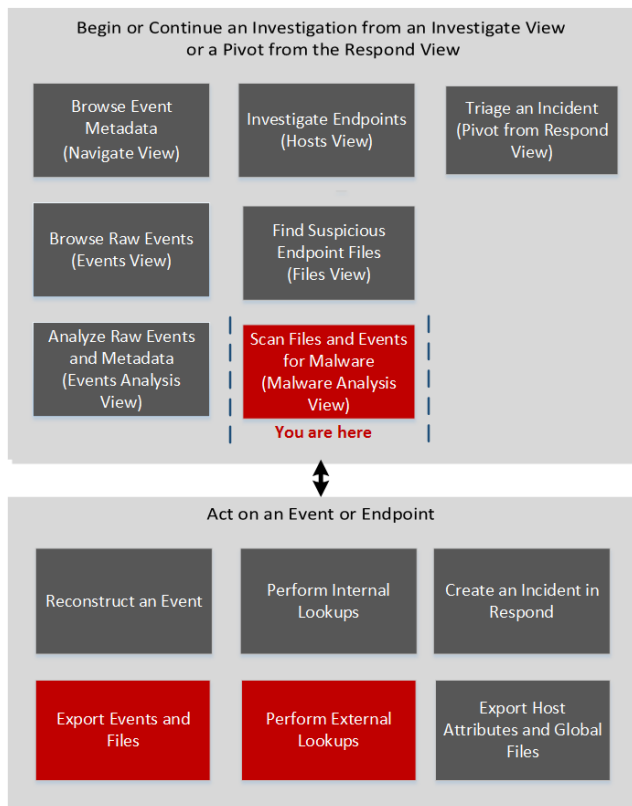 Begin or Continue an Investigation from an Investigate View
or a Pivot from the Respond View
Browse Event
Metadata
(Navigate View)
Investigate Endpoints
(Hosts View)
Triage an Incident
(Pivot from Respond
View)
Browse Raw Events
(Events View)
Find Suspicious
Endpoint Files
(Files View)
Analyze Raw Events
and Metadata
(Events Analysis
View)
Scan Files and Events
for Malware
(Malware Analysis
View)
You are here
Act on an Event or Endpoint
Reconstruct an Event
Perform Internal
Lookups
Create an Incident in
Respond
Export Events and
Files
Perform External
Lookups
Export Host
Attributes and Global
Files